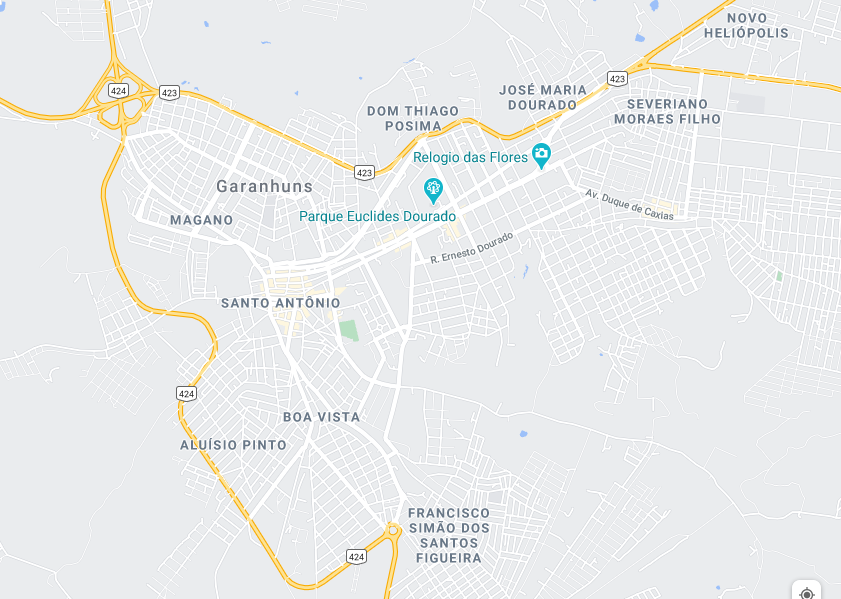 NOVO
HELIÓPOLIS
424
423
423
JOSÉ MARIA
DOURADO
SEVERIANO
MORAES FILHO
DOM THIAGO
POSIMA
Relogio das Flores
423
Garanhuns
Parque Euclides Dourado
Av. Duque de Caxias
MAGANO
R. Ernesto Dourado
SANTO ANTÔNIO
424
BOA VISTA
ALUÍSIO PINTO
FRANCISCO
SIMÃO DOS
SANTOS
FIGUEIRA
424